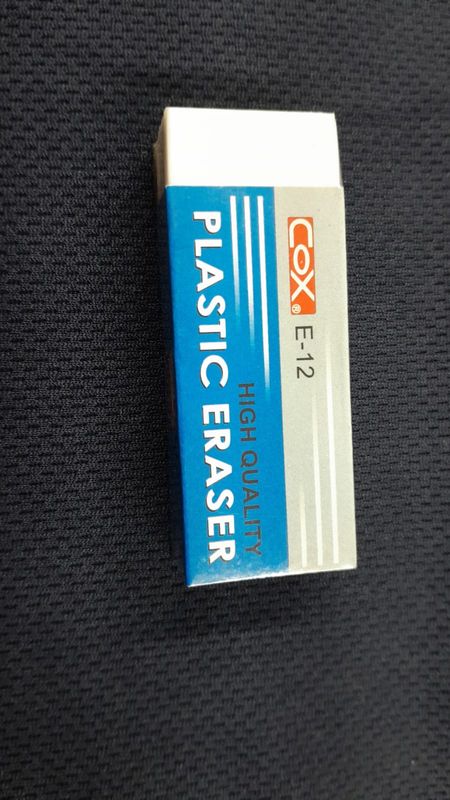 COX® E-12
HIGH QUALITY
PLASTIC ERASER